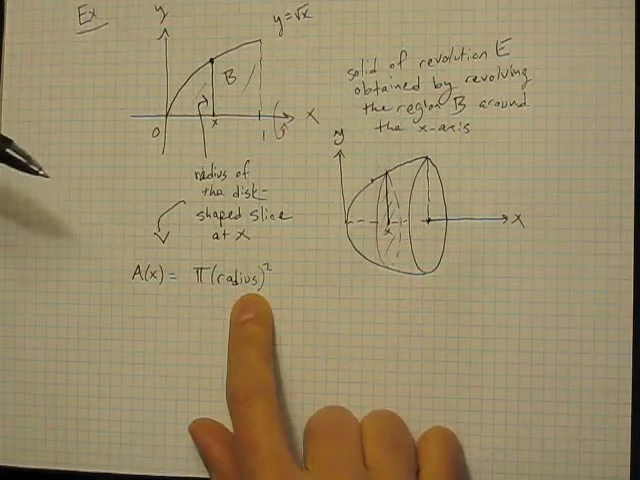 Ex
y
y=√x
B
0
x
1
x
solid of revolution E
obtained by revolving
the region B around
the x-axis
radius of
the disk-
shaped slice
at x
A(x) = π(radius)²
y
x
x